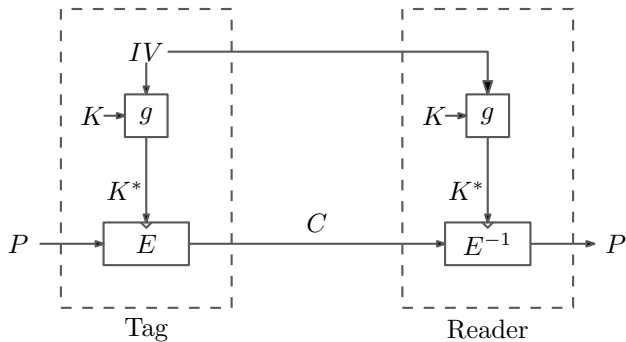 IV
K g K g
K* K*
C
P E E⁻¹ P
Tag Reader